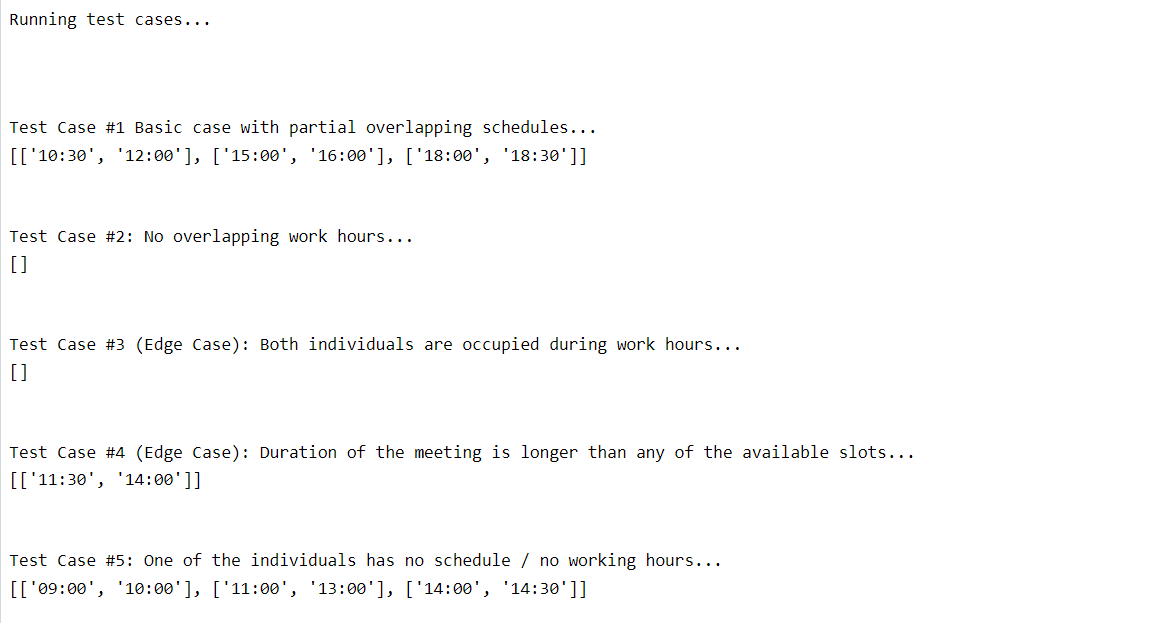 Running test cases...
Test Case #1 Basic case with partial overlapping schedules...
[['10:30', '12:00'], ['15:00', '16:00'], ['18:00', '18:30']]
Test Case #2: No overlapping work hours...
[]
Test Case #3 (Edge Case): Both individuals are occupied during work hours...
[]
Test Case #4 (Edge Case): Duration of the meeting is longer than any of the available slots...
[['11:30', '14:00']]
Test Case #5: One of the individuals has no schedule / no working hours...
[['09:00', '10:00'], ['11:00', '13:00'], ['14:00', '14:30']]